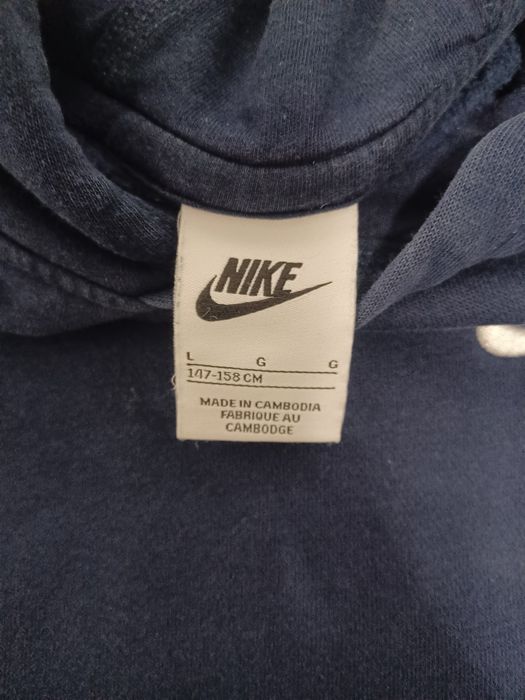 NIKE
L G G
147-158 CM
MADE IN CAMBODIA
FABRIQUE AU
CAMBODGE